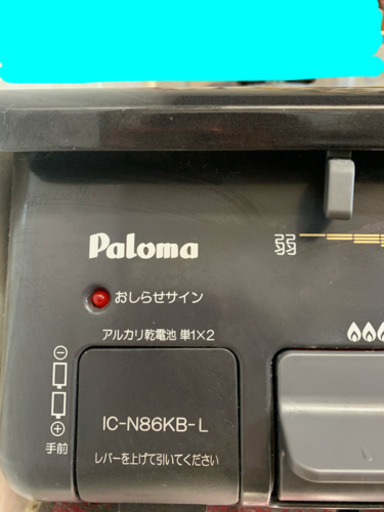 Paloma
弱
おしらせサイン
アルカリ乾電池 単1×2
IC-N86KB-L
レバーを上げて引いてください
⊖
⊕
手前